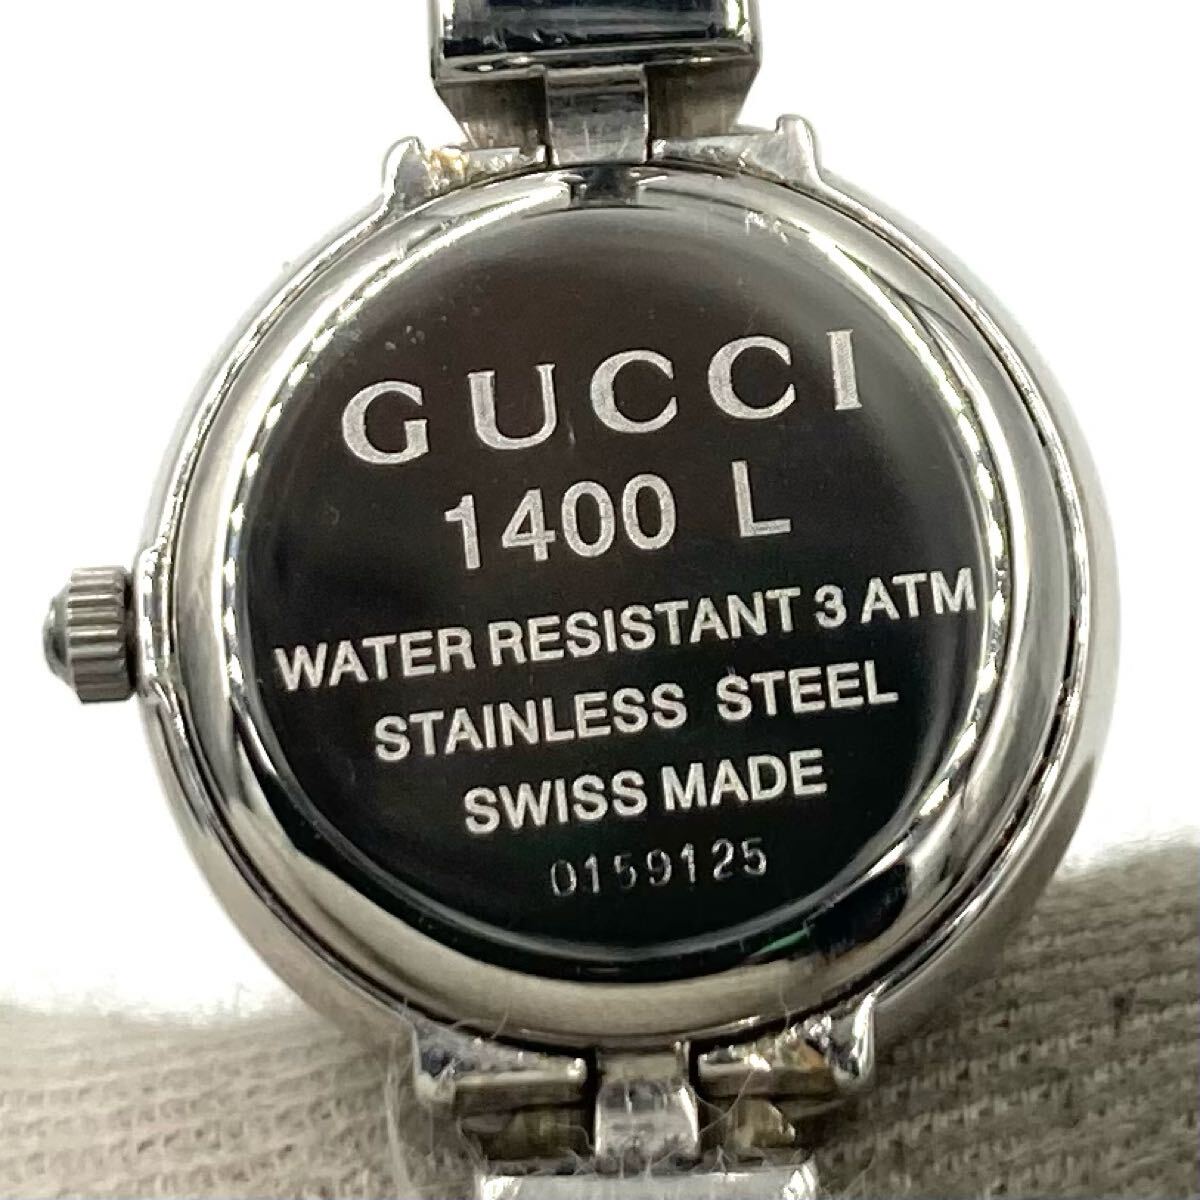 GUCCI
1400 L
WATER RESISTANT 3 ATM
STAINLESS STEEL
SWISS MADE
0159125